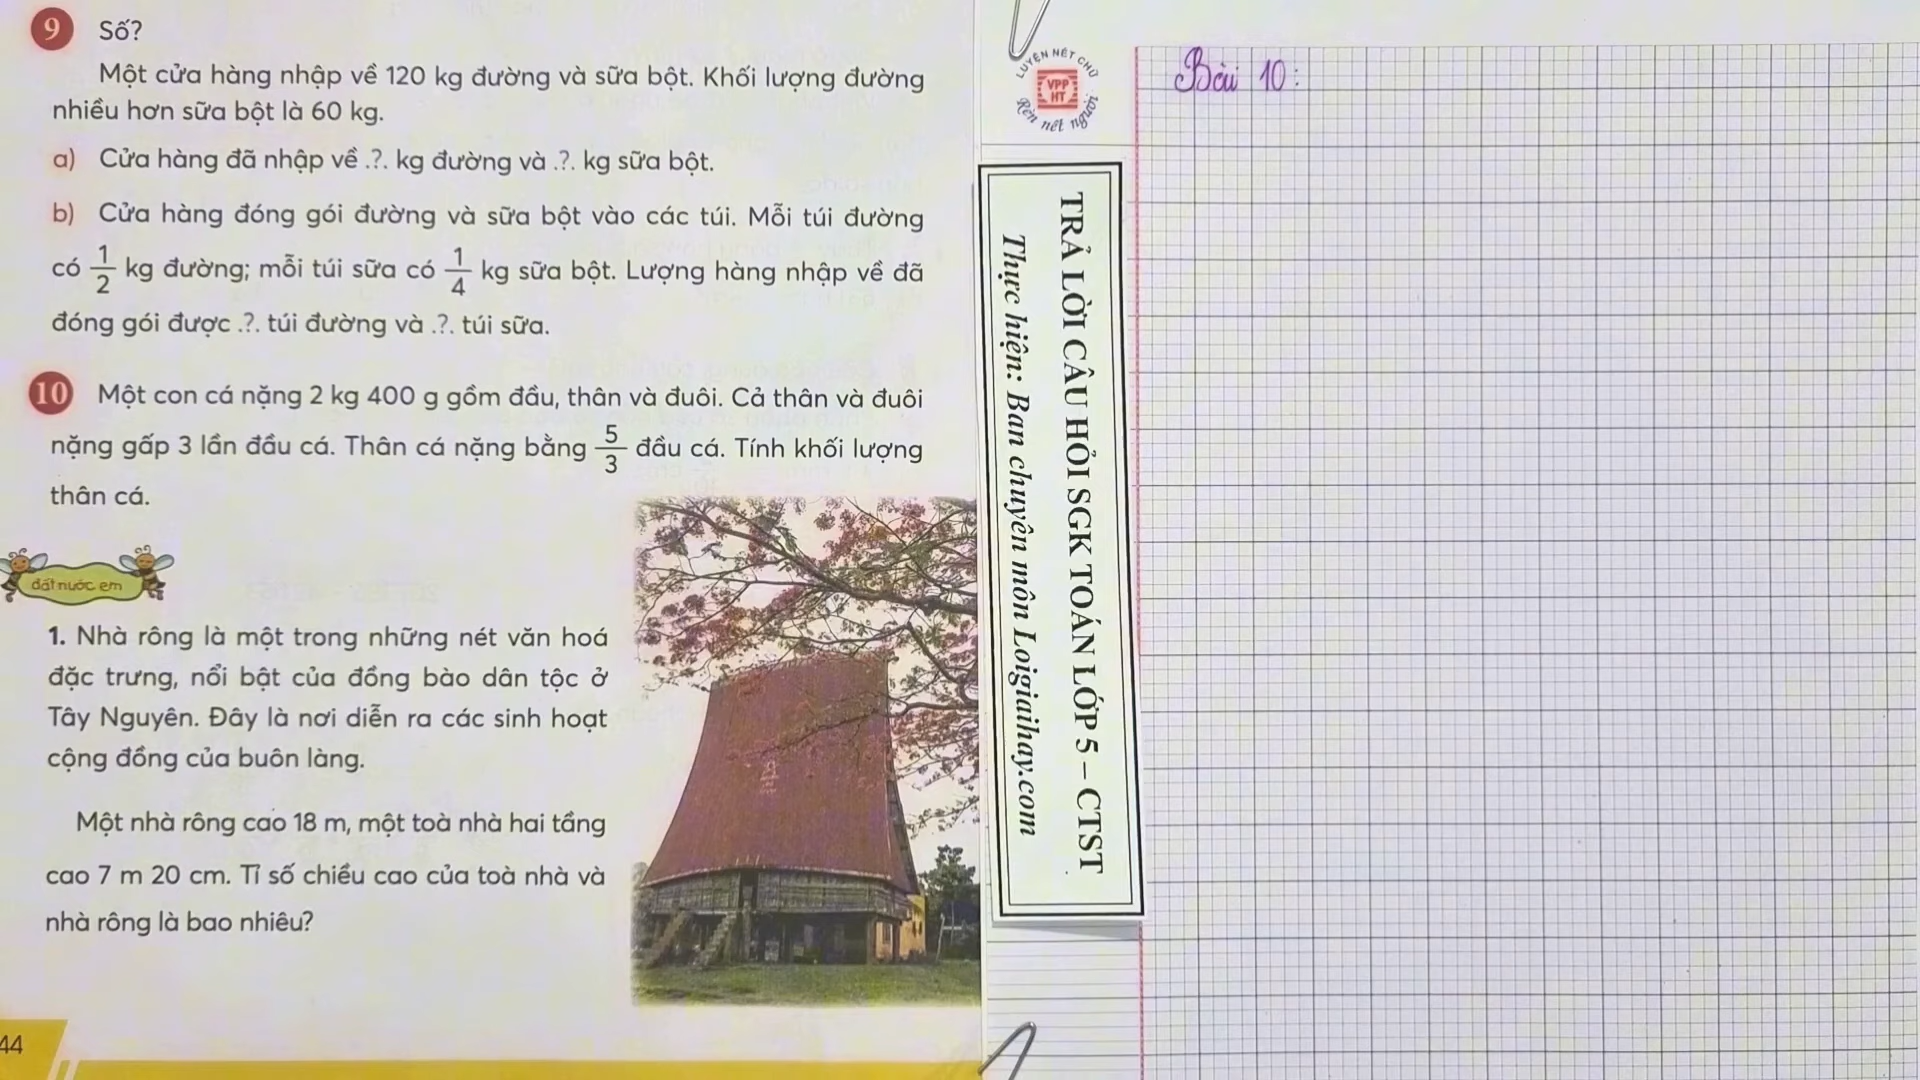 9 Số?
Một cửa hàng nhập về 120 kg đường và sữa bột. Khối lượng đường
nhiều hơn sữa bột là 60 kg.
a) Cửa hàng đã nhập về .?. kg đường và .?. kg sữa bột.
b) Cửa hàng đóng gói đường và sữa bột vào các túi. Mỗi túi đường
có 1/2 kg đường; mỗi túi sữa có 1/4 kg sữa bột. Lượng hàng nhập về đã
đóng gói được .?. túi đường và .?. túi sữa.
10 Một con cá nặng 2 kg 400 g gồm đầu, thân và đuôi. Cả thân và đuôi
nặng gấp 3 lần đầu cá. Thân cá nặng bằng 5/3 đầu cá. Tính khối lượng
thân cá.
đất nước em
1. Nhà rông là một trong những nét văn hoá
đặc trưng, nổi bật của đồng bào dân tộc ở
Tây Nguyên. Đây là nơi diễn ra các sinh hoạt
cộng đồng của buôn làng.
Một nhà rông cao 18 m, một toà nhà hai tầng
cao 7 m 20 cm. Tỉ số chiều cao của toà nhà và
nhà rông là bao nhiêu?
44
LUYỆN NÉT CHỮ
VPP
HT
Rèn nết người
TRẢ LỜI CÂU HỎI SGK TOÁN LỚP 5 – CTST
Thực hiện: Ban chuyên môn Loigiaihay.com
Bài 10: